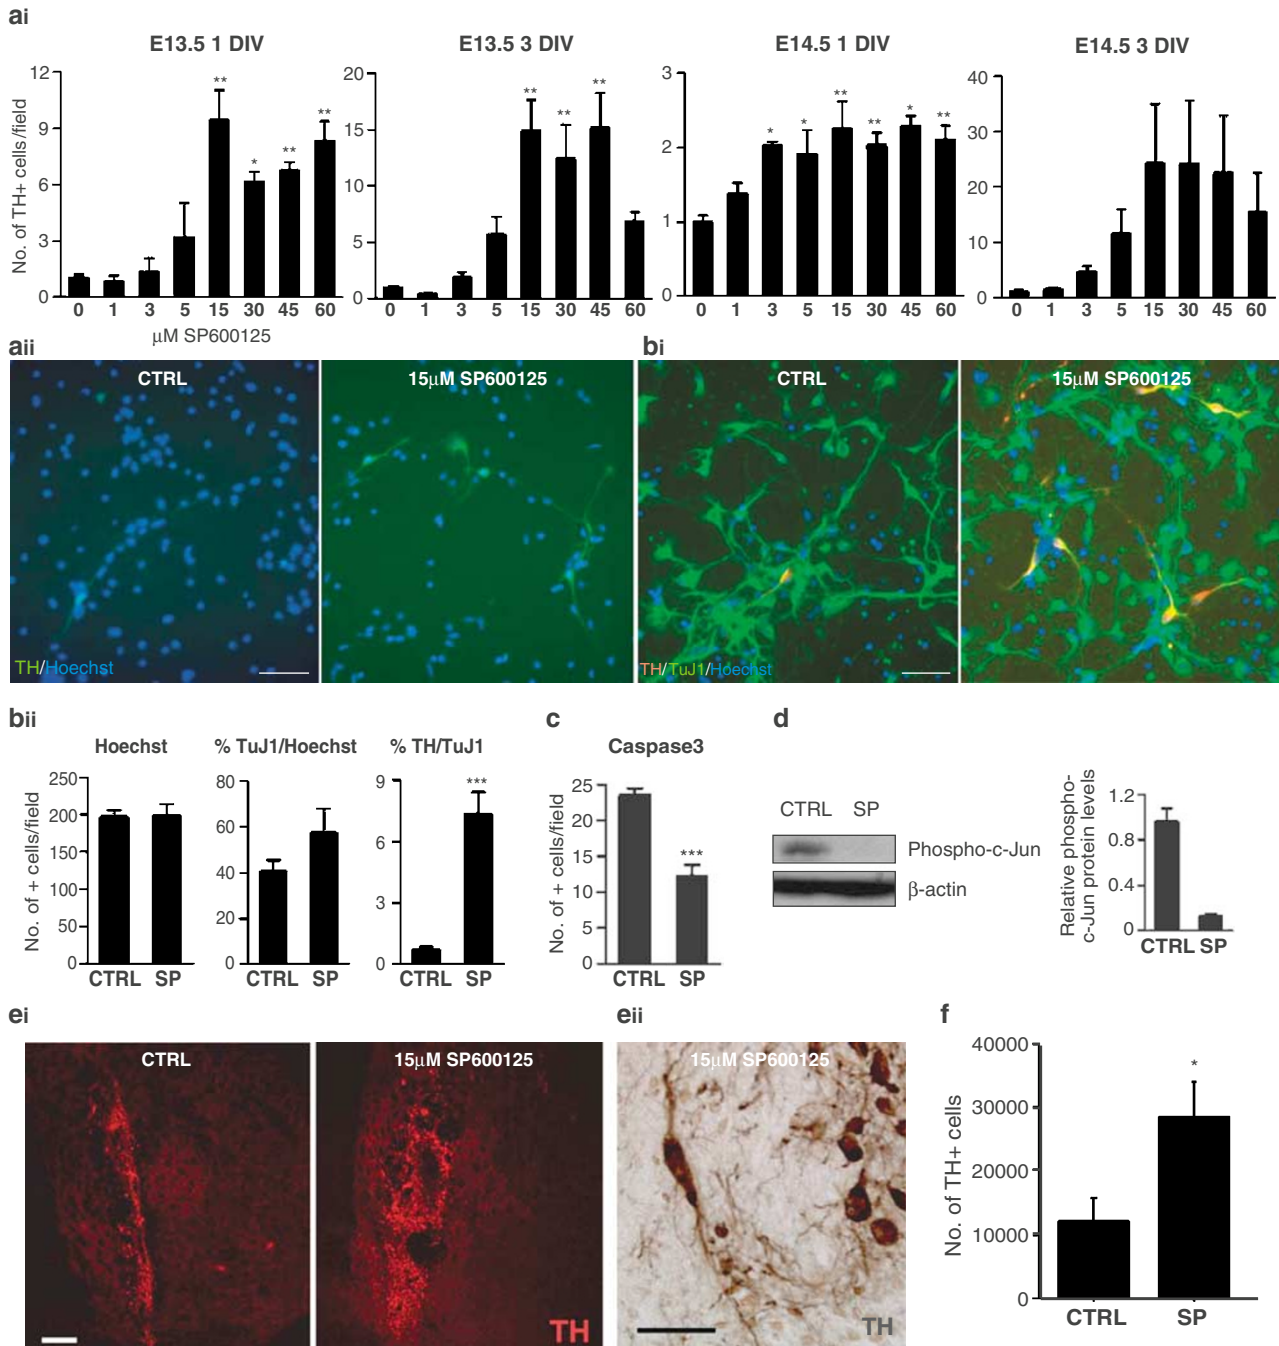 ai
E13.5 1 DIV
E13.5 3 DIV
E14.5 1 DIV
E14.5 3 DIV
No. of TH+ cells/field
12
9
6
3
0
** * ** **
0 1 3 5 15 30 45 60
μM SP600125
20
15
10
5
0
** ** **
0 1 3 5 15 30 45 60
3
2
1
0
* * ** ** * **
0 1 3 5 15 30 45 60
40
30
20
10
0
0 1 3 5 15 30 45 60
aii
CTRL
15μM SP600125
TH/Hoechst
bi
CTRL
15μM SP600125
TH/TuJ1/Hoechst
bii
Hoechst
% TuJ1/Hoechst
% TH/TuJ1
No. of + cells/field
250
200
150
100
50
0
CTRL SP
80
60
40
20
0
CTRL SP
9
6
3
0
***
CTRL SP
c
Caspase3
No. of + cells/field
25
20
15
10
5
0
***
CTRL SP
d
CTRL SP
Phospho-c-Jun
β-actin
Relative phospho-
c-Jun protein levels
1.2
0.8
0.4
0
CTRL SP
ei
CTRL
15μM SP600125
TH
eii
15μM SP600125
TH
f
No. of TH+ cells
40000
30000
20000
10000
0
*
CTRL SP